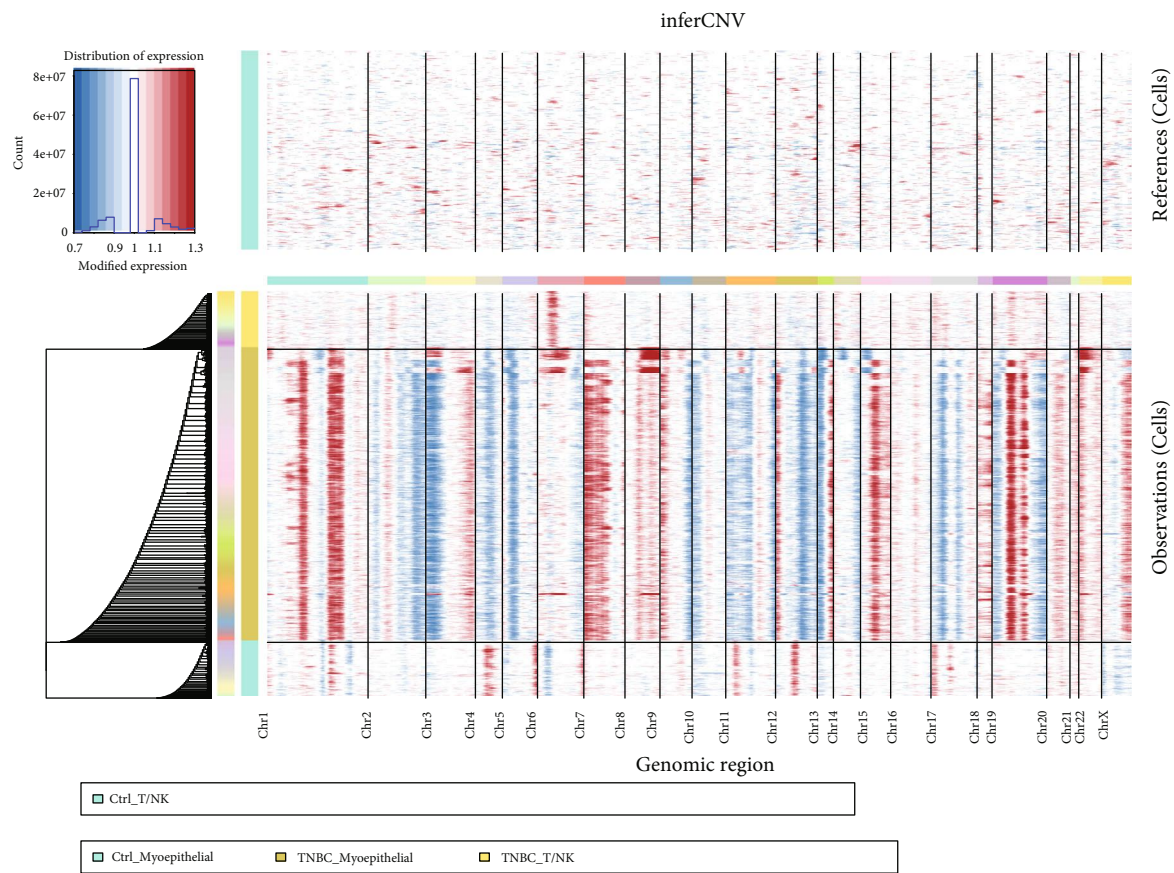 inferCNV
Distribution of expression
8e+07
6e+07
4e+07
2e+07
0
Count
0.7 0.9 1 1.1 1.3
Modified expression
References (Cells)
Observations (Cells)
Chr1 Chr2 Chr3 Chr4 Chr5 Chr6 Chr7 Chr8 Chr9 Chr10 Chr11 Chr12 Chr13 Chr14 Chr15 Chr16 Chr17 Chr18 Chr19 Chr20 Chr21 Chr22 ChrX
Genomic region
Ctrl_T/NK
Ctrl_Myoepithelial TNBC_Myoepithelial TNBC_T/NK